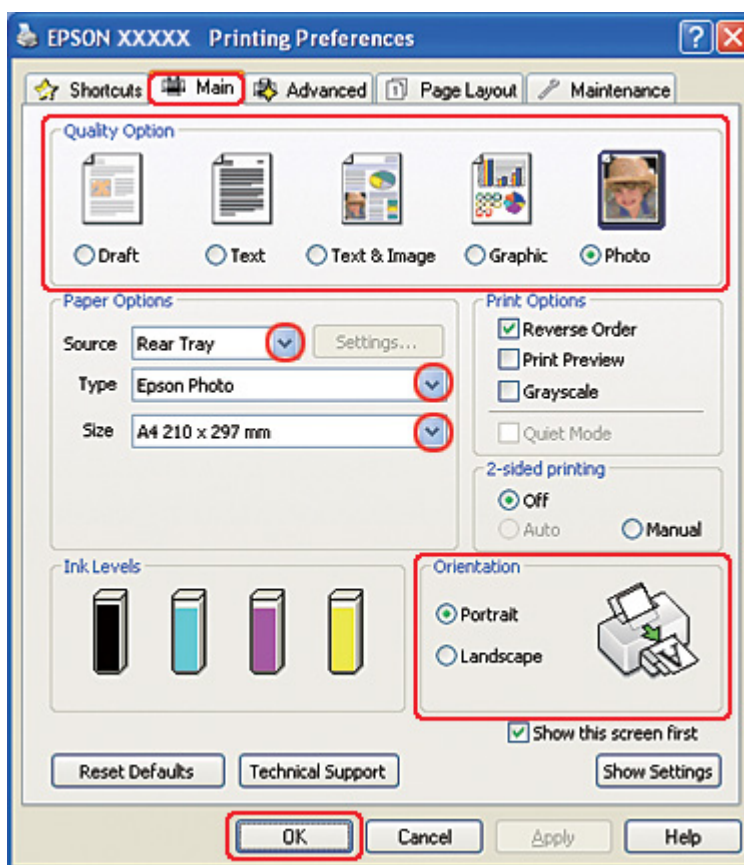 EPSON XXXXX Printing Preferences
Shortcuts Main Advanced Page Layout Maintenance
Quality Option
Draft Text Text & Image Graphic Photo
Paper Options
Source Rear Tray Settings...
Type Epson Photo
Size A4 210 x 297 mm
Print Options
Reverse Order
Print Preview
Grayscale
Quiet Mode
2-sided printing
Off
Auto Manual
Ink Levels
Orientation
Portrait
Landscape
Show this screen first
Reset Defaults Technical Support Show Settings
OK Cancel Apply Help